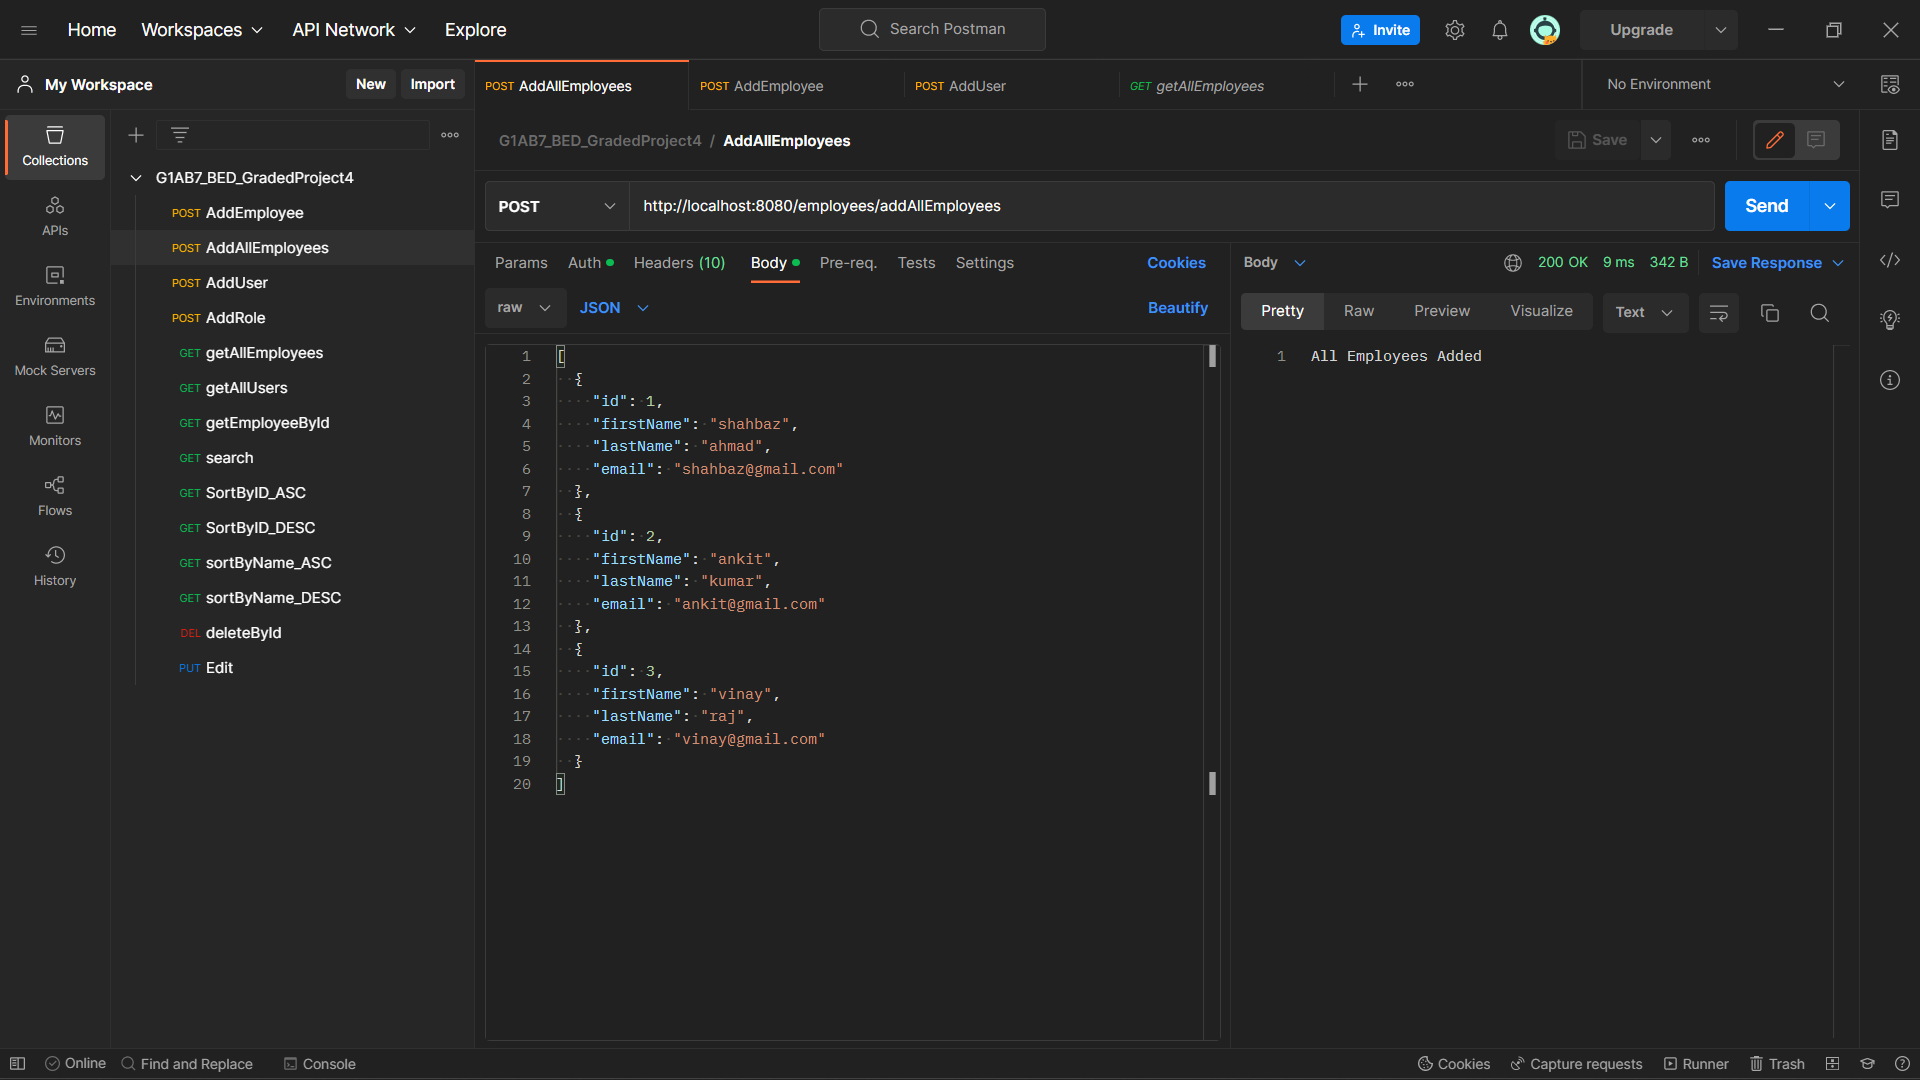 Home Workspaces API Network Explore Search Postman Invite Upgrade
My Workspace New Import
POST AddAllEmployees POST AddEmployee POST AddUser GET getAllEmployees No Environment
G1AB7_BED_GradedProject4 / AddAllEmployees Save
POST http://localhost:8080/employees/addAllEmployees Send
Collections
APIs
Environments
Mock Servers
Monitors
Flows
History
G1AB7_BED_GradedProject4
POST AddEmployee
POST AddAllEmployees
POST AddUser
POST AddRole
GET getAllEmployees
GET getAllUsers
GET getEmployeeById
GET search
GET SortByID_ASC
GET SortByID_DESC
GET sortByName_ASC
GET sortByName_DESC
DEL deleteById
PUT Edit
Params Auth Headers (10) Body Pre-req. Tests Settings Cookies
raw JSON Beautify
1 [
2 {
3 "id": 1,
4 "firstName": "shahbaz",
5 "lastName": "ahmad",
6 "email": "shahbaz@gmail.com"
7 },
8 {
9 "id": 2,
10 "firstName": "ankit",
11 "lastName": "kumar",
12 "email": "ankit@gmail.com"
13 },
14 {
15 "id": 3,
16 "firstName": "vinay",
17 "lastName": "raj",
18 "email": "vinay@gmail.com"
19 }
20 ]
Body 200 OK 9 ms 342 B Save Response
Pretty Raw Preview Visualize Text
1 All Employees Added
Online Find and Replace Console Cookies Capture requests Runner Trash